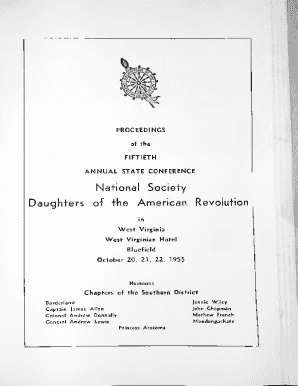 PROCEEDINGS
of the
FIFTIETH
ANNUAL STATE CONFERENCE
National Society
Daughters of the American Revolution
in
West Virginia
West Virginian Hotel
Bluefield
October 20, 21, 22, 1955
Hostesses
Chapters of the Southern District
Borderland
Captain James Allen
Colonel Andrew Donnally
General Andrew Lewis
Jennie Wiley
John Chapman
Mathew French
Mondongachate
Princess Aracoma